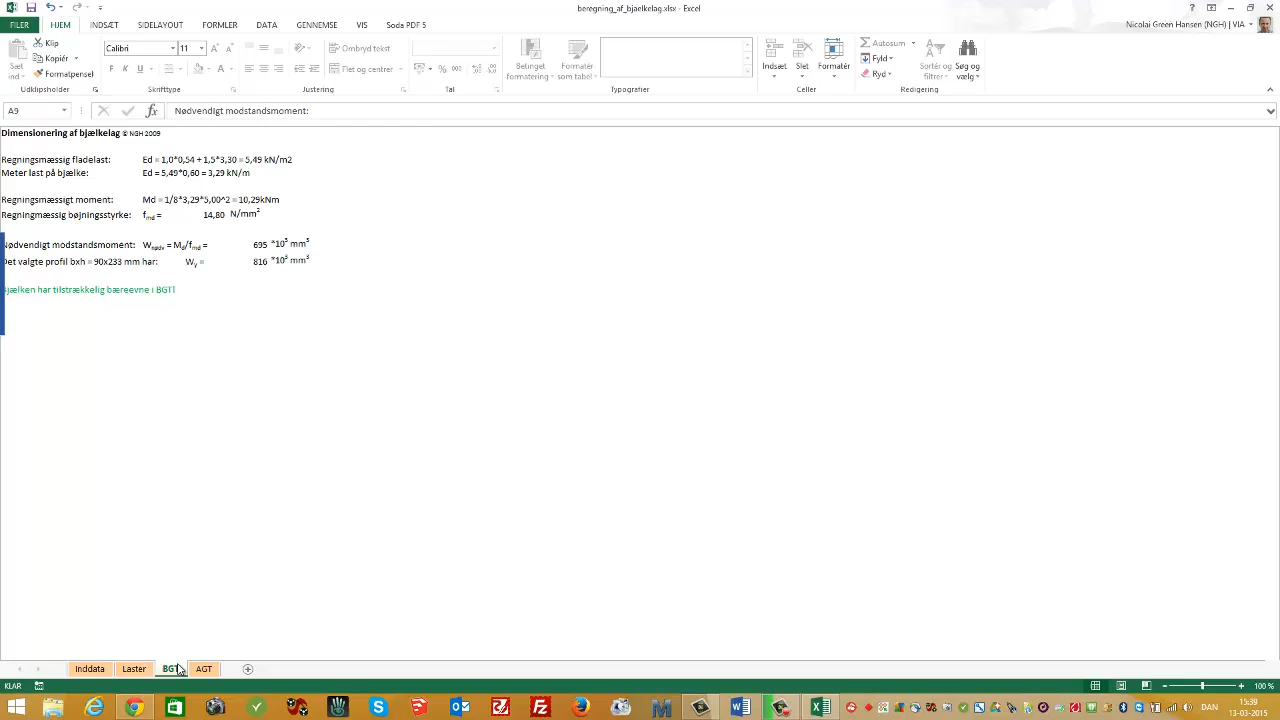 beregning_af_bjaelkelag.xlsx - Excel
FILER HJEM INDSÆT SIDELAYOUT FORMLER DATA GENNEMSE VIS Soda PDF 5
Nicolai Green Hansen (NGH) | VIA
Sæt ind
Klip
Kopiér
Formatpensel
Udklipsholder
Calibri 11
F K U
Skrifttype
Ombryd tekst
Flet og centrer
Justering
% 000
Tal
Betinget formatering
Formatér som tabel
Typografier
Indsæt Slet Formatér
Celler
Autosum
Fyld
Ryd
Sortér og filtrer
Søg og vælg
Redigering
A9 fx Nødvendigt modstandsmoment:
Dimensionering af bjælkelag © NGH 2009
Regningsmæssig fladelast: Ed = 1,0*0,54 + 1,5*3,30 = 5,49 kN/m2
Meter last på bjælke: Ed = 5,49*0,60 = 3,29 kN/m
Regningsmæssigt moment: Md = 1/8*3,29*5,00^2 = 10,29kNm
Regningmæssig bøjningsstyrke: fmd = 14,80 N/mm2
Nødvendigt modstandsmoment: Wnødv = Md/fmd = 695 *10³ mm³
Det valgte profil bxh = 90x233 mm har: Wy = 816 *10³ mm³
Bjælken har tilstrækkelig bæreevne i BGT!
Inddata Laster BGT AGT
KLAR
100 %
DAN
15:39
13-03-2015